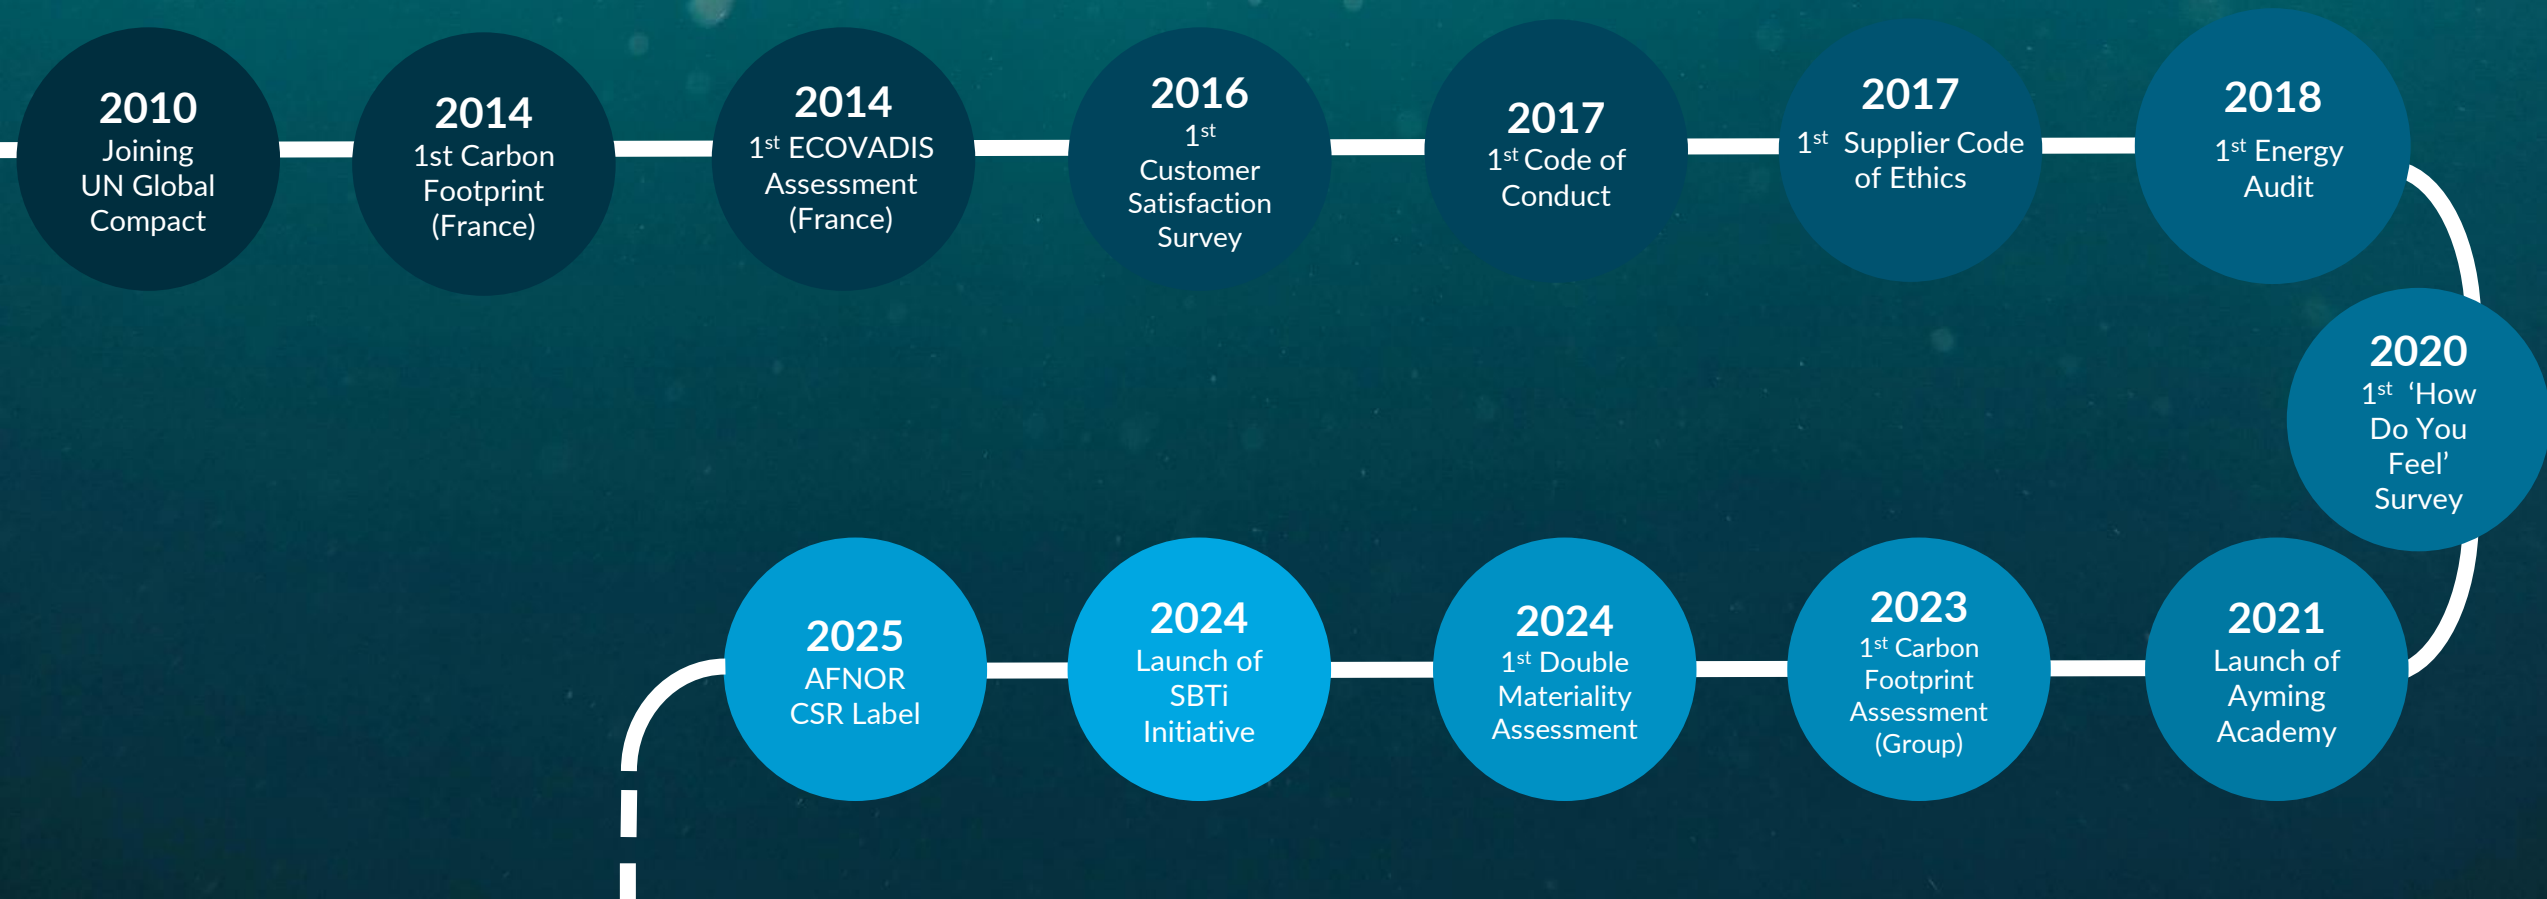 2010
Joining
UN Global
Compact
2014
1st Carbon
Footprint
(France)
2014
1st ECOVADIS
Assessment
(France)
2016
1st
Customer
Satisfaction
Survey
2017
1st Code of
Conduct
2017
1st Supplier Code
of Ethics
2018
1st Energy
Audit
2020
1st ‘How
Do You
Feel’
Survey
2021
Launch of
Ayming
Academy
2023
1st Carbon
Footprint
Assessment
(Group)
2024
1st Double
Materiality
Assessment
2024
Launch of
SBTi
Initiative
2025
AFNOR
CSR Label